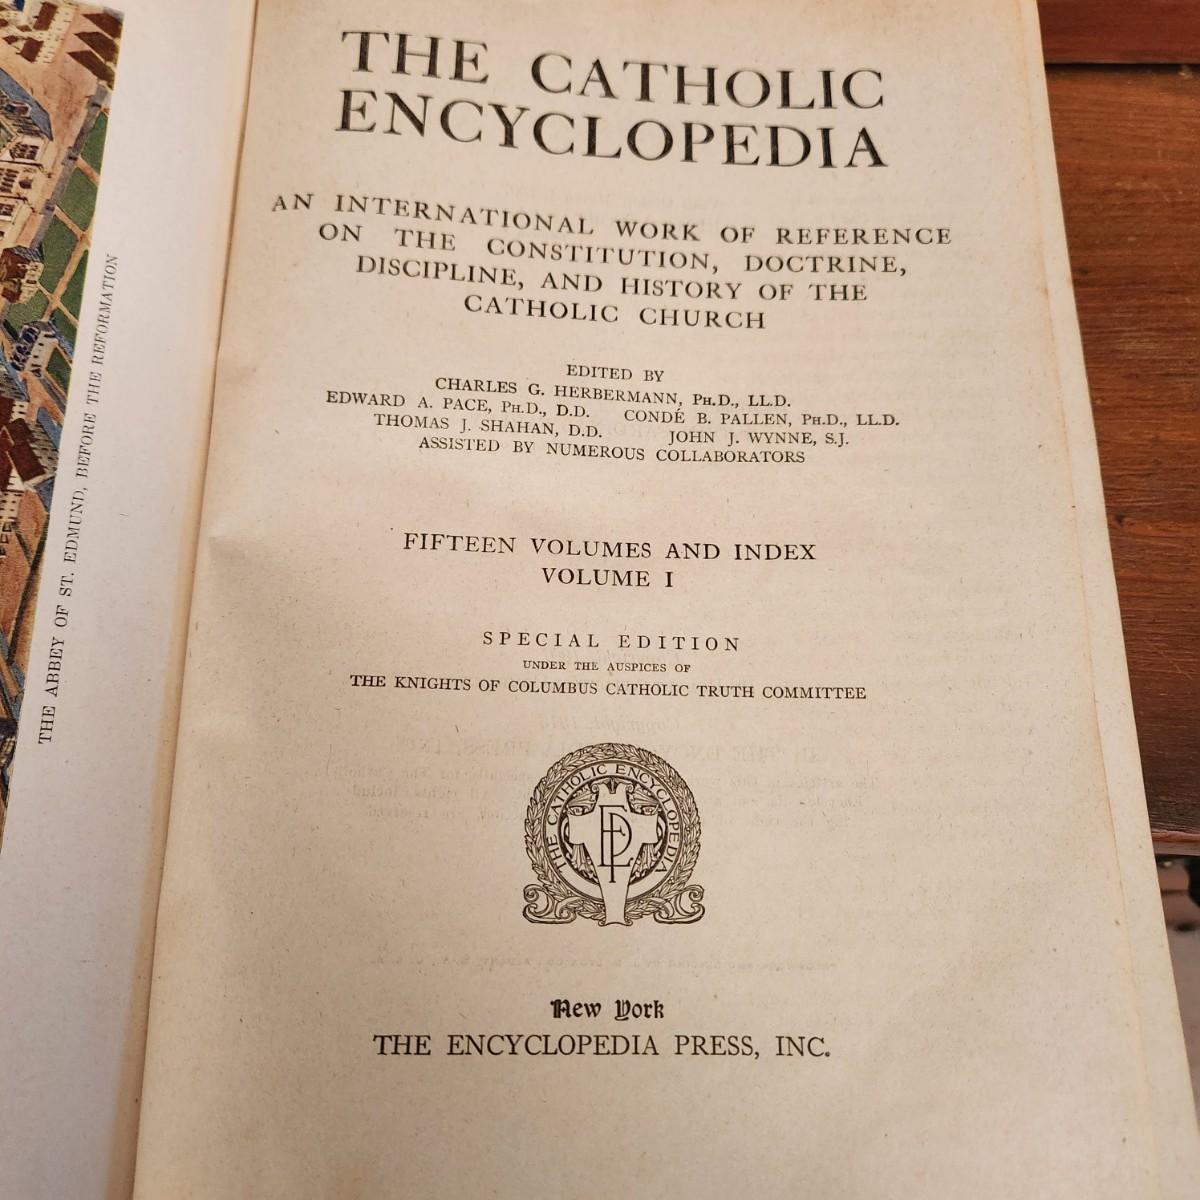 THE ABBEY OF ST. EDMUND, BEFORE THE REFORMATION
THE CATHOLIC
ENCYCLOPEDIA
AN INTERNATIONAL WORK OF REFERENCE
ON THE CONSTITUTION, DOCTRINE,
DISCIPLINE, AND HISTORY OF THE
CATHOLIC CHURCH
EDITED BY
CHARLES G. HERBERMANN, PH.D., LL.D.
EDWARD A. PACE, PH.D., D.D. CONDÉ B. PALLEN, PH.D., LL.D.
THOMAS J. SHAHAN, D.D. JOHN J. WYNNE, S.J.
ASSISTED BY NUMEROUS COLLABORATORS
FIFTEEN VOLUMES AND INDEX
VOLUME I
SPECIAL EDITION
UNDER THE AUSPICES OF
THE KNIGHTS OF COLUMBUS CATHOLIC TRUTH COMMITTEE
THE CATHOLIC ENCYCLOPEDIA
New York
THE ENCYCLOPEDIA PRESS, INC.